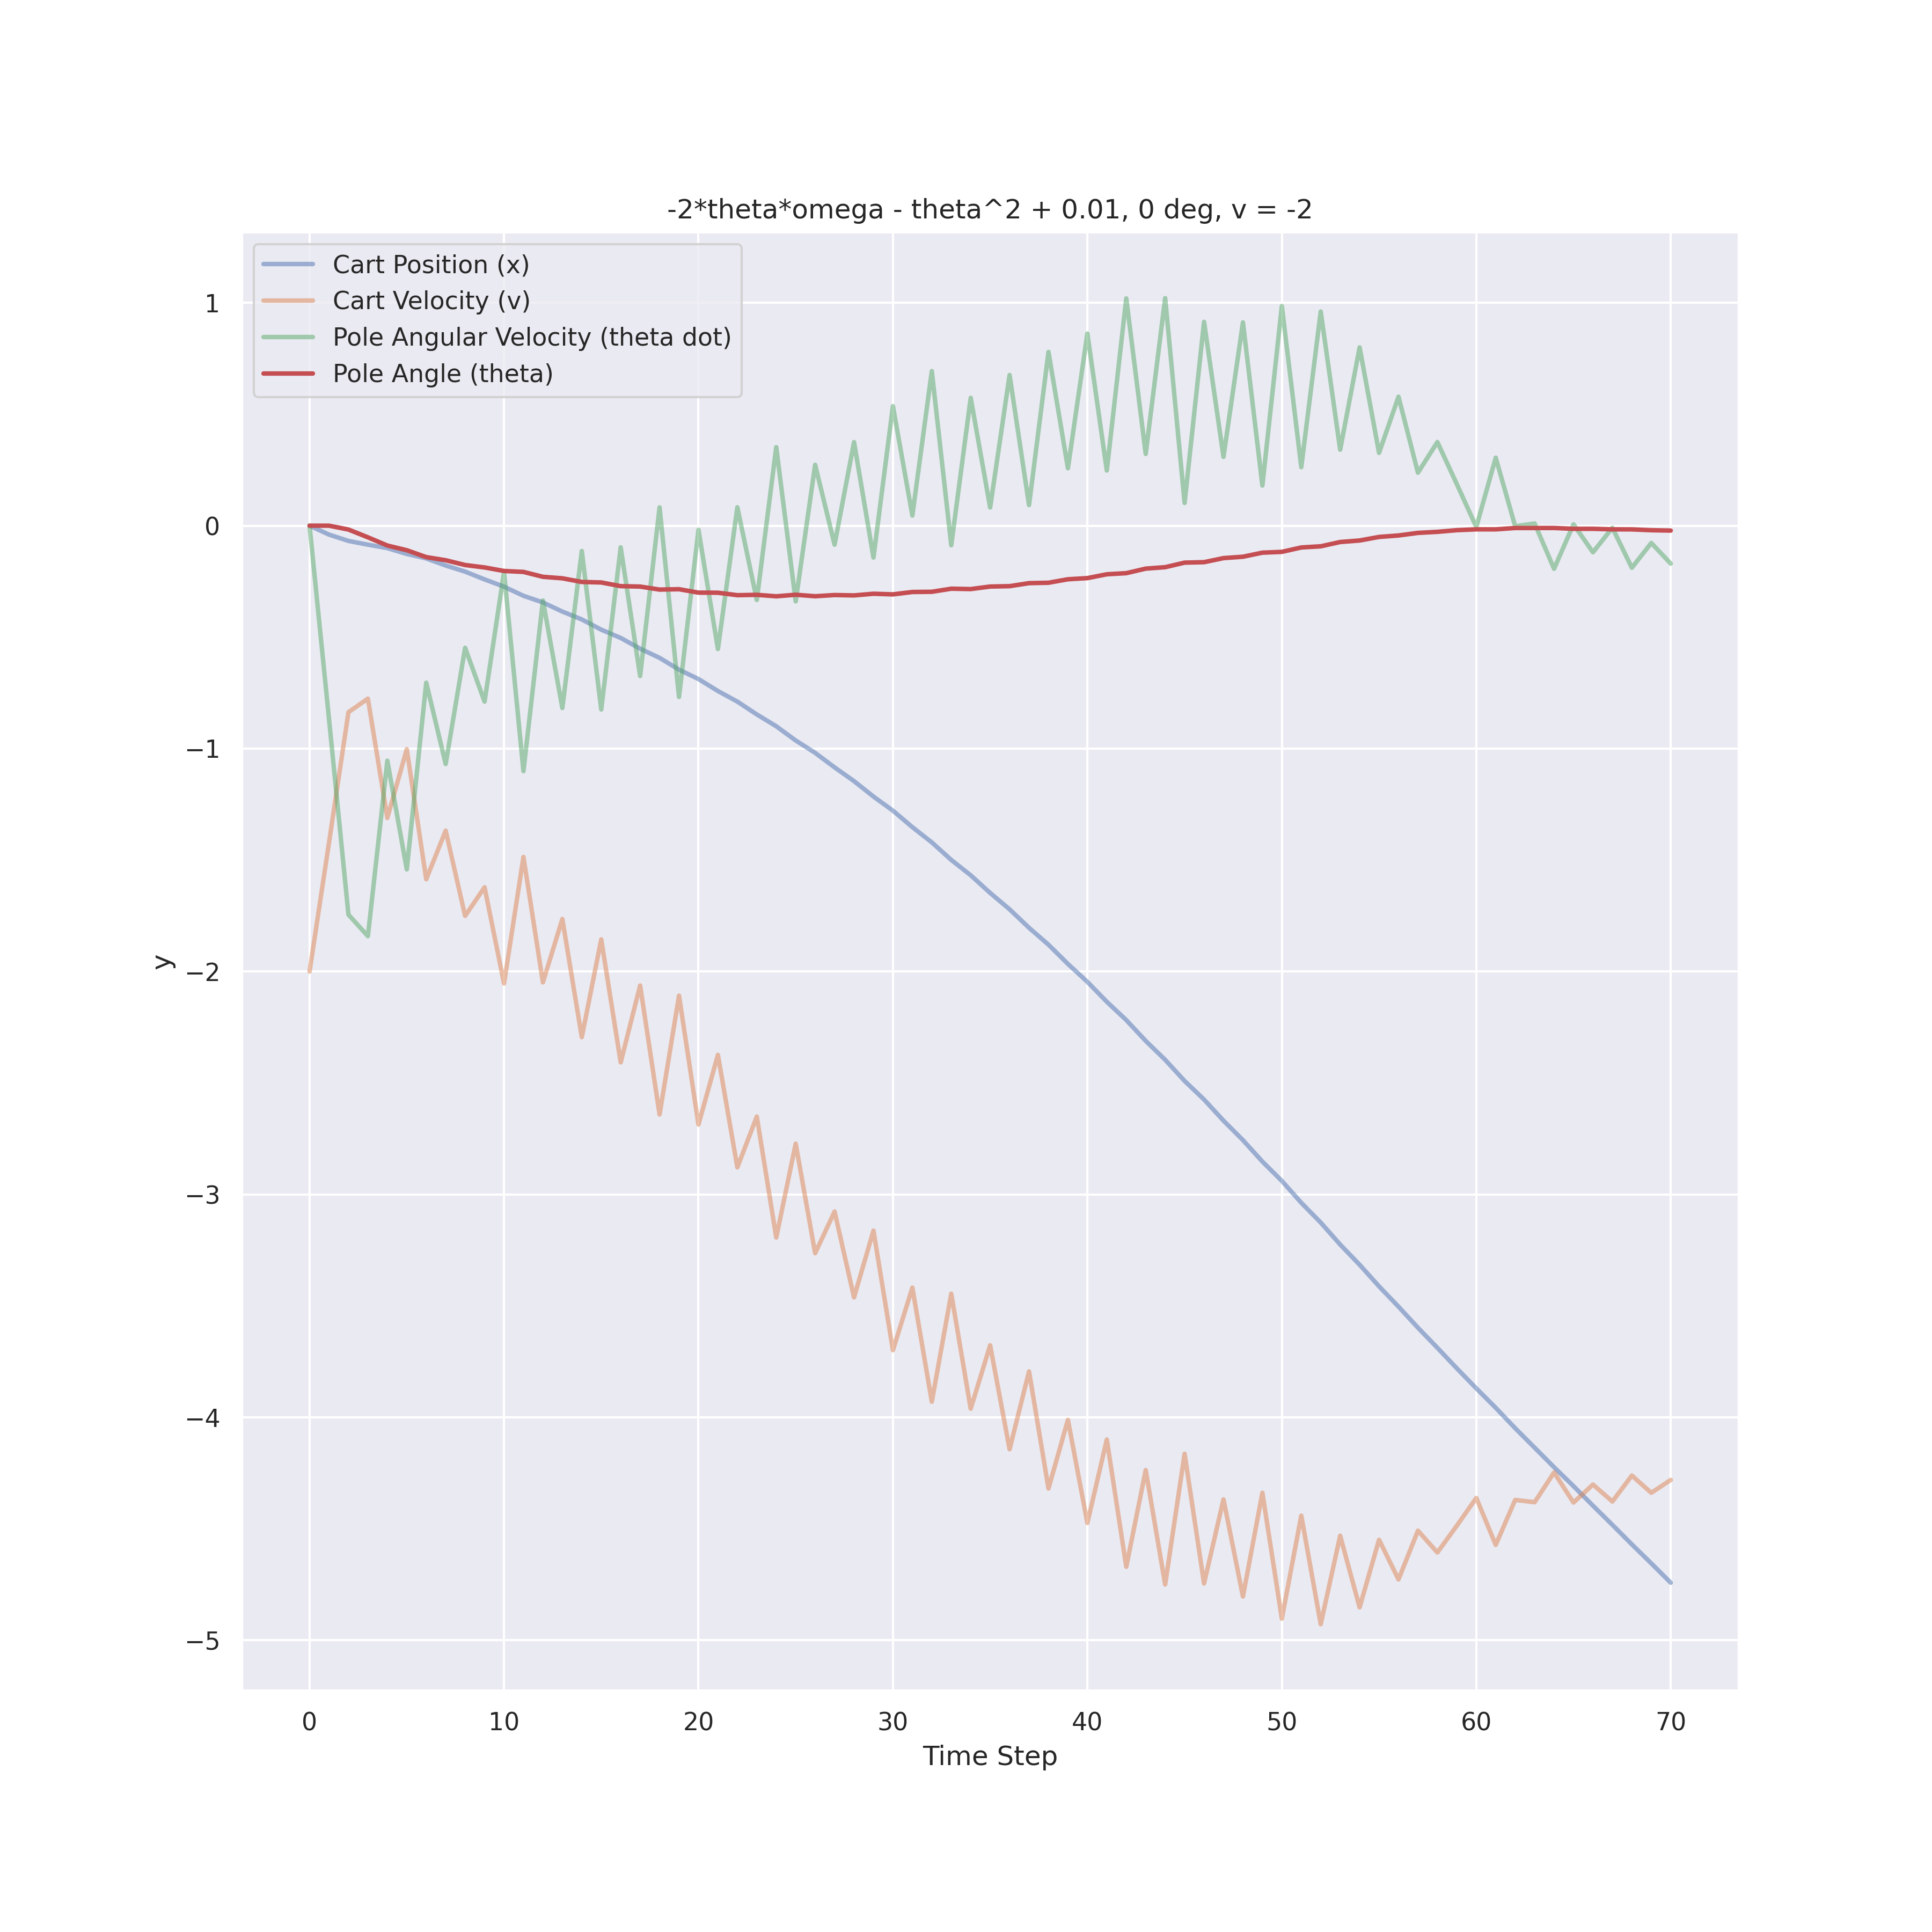 -2*theta*omega - theta^2 + 0.01, 0 deg, v = -2
Cart Position (x)
Cart Velocity (v)
Pole Angular Velocity (theta dot)
Pole Angle (theta)
1
0
−1
−2
−3
−4
−5
y
0 10 20 30 40 50 60 70
Time Step